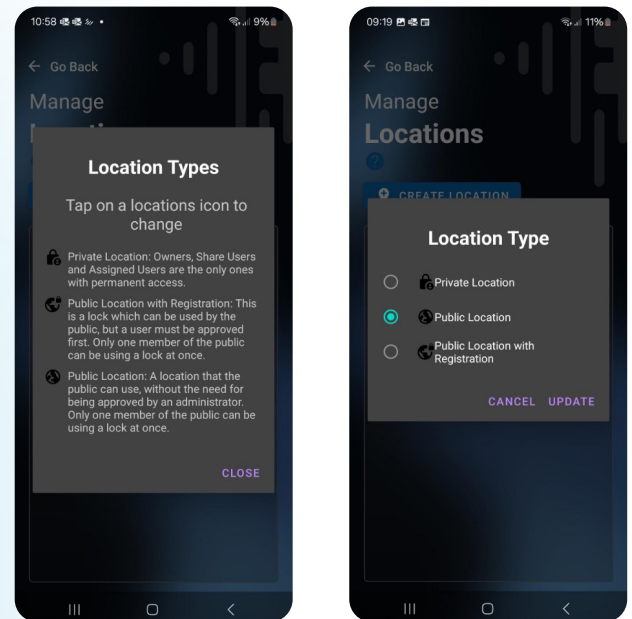 10:58
9%
Go Back
Manage
Location Types
Tap on a locations icon to
change
Private Location: Owners, Share Users
and Assigned Users are the only ones
with permanent access.
Public Location with Registration: This
is a lock which can be used by the
public, but a user must be approved
first. Only one member of the public
can be using a lock at once.
Public Location: A location that the
public can use, without the need for
being approved by an administrator.
Only one member of the public can be
using a lock at once.
CLOSE
09:19
11%
Go Back
Manage
Locations
?
CREATE LOCATION
Location Type
Private Location
Public Location
Public Location with
Registration
CANCEL UPDATE